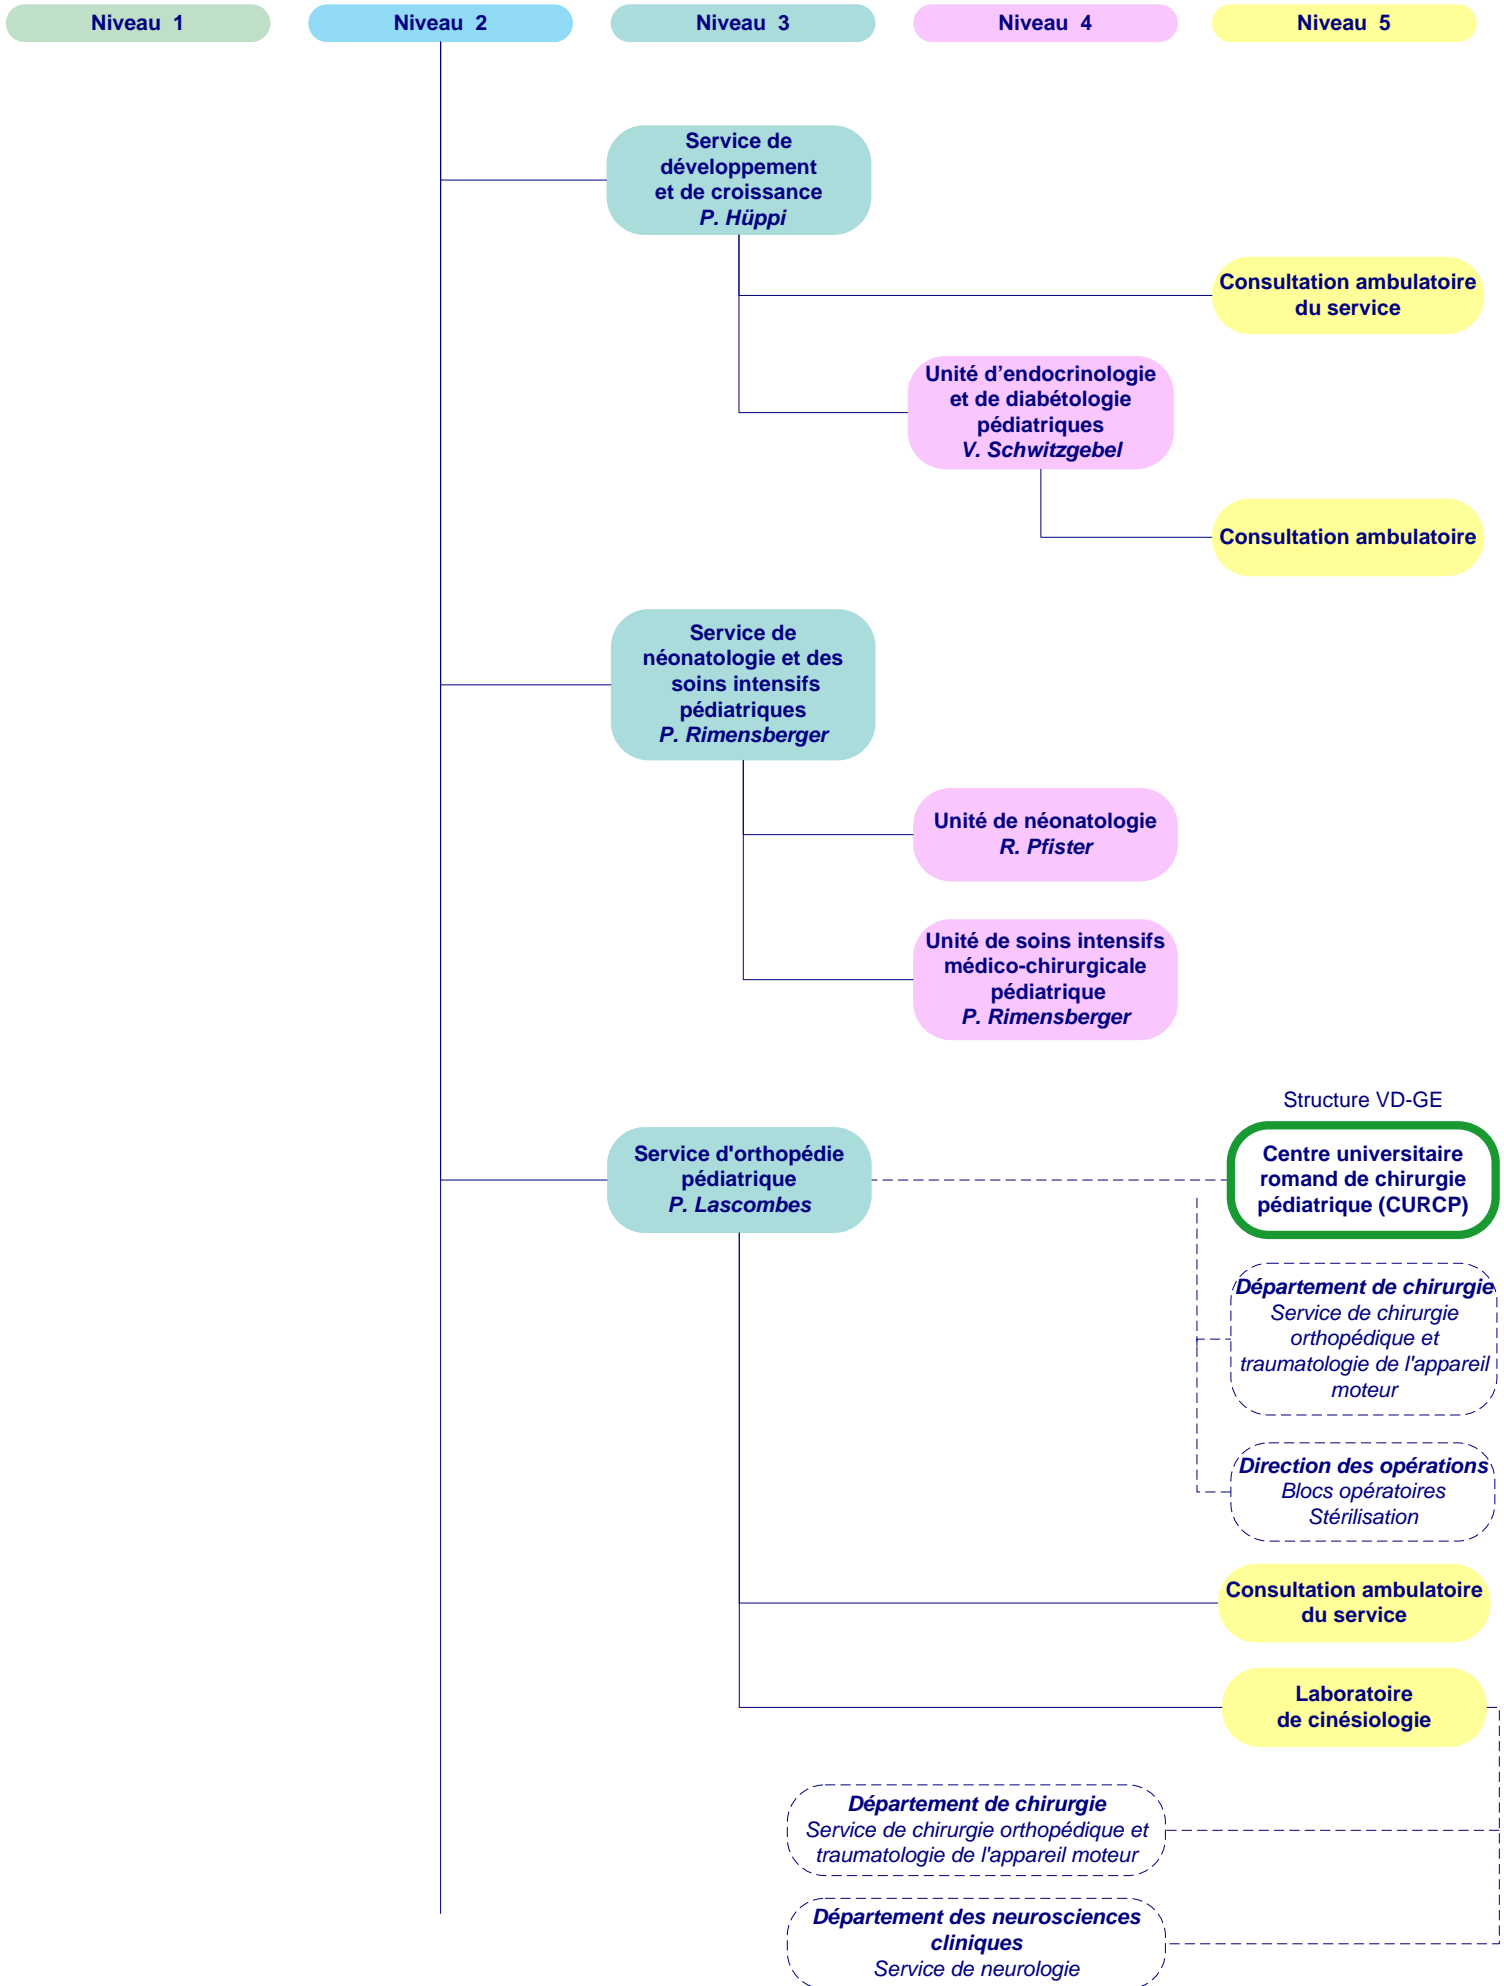 Niveau 1
Niveau 2
Niveau 3
Niveau 4
Niveau 5
Service de
développement
et de croissance
P. Hüppi
Consultation ambulatoire
du service
Unité d’endocrinologie
et de diabétologie
pédiatriques
V. Schwitzgebel
Consultation ambulatoire
Service de
néonatologie et des
soins intensifs
pédiatriques
P. Rimensberger
Unité de néonatologie
R. Pfister
Unité de soins intensifs
médico-chirurgicale
pédiatrique
P. Rimensberger
Structure VD-GE
Service d'orthopédie
pédiatrique
P. Lascombes
Centre universitaire
romand de chirurgie
pédiatrique (CURCP)
Département de chirurgie
Service de chirurgie
orthopédique et
traumatologie de l'appareil
moteur
Direction des opérations
Blocs opératoires
Stérilisation
Consultation ambulatoire
du service
Laboratoire
de cinésiologie
Département de chirurgie
Service de chirurgie orthopédique et
traumatologie de l'appareil moteur
Département des neurosciences
cliniques
Service de neurologie